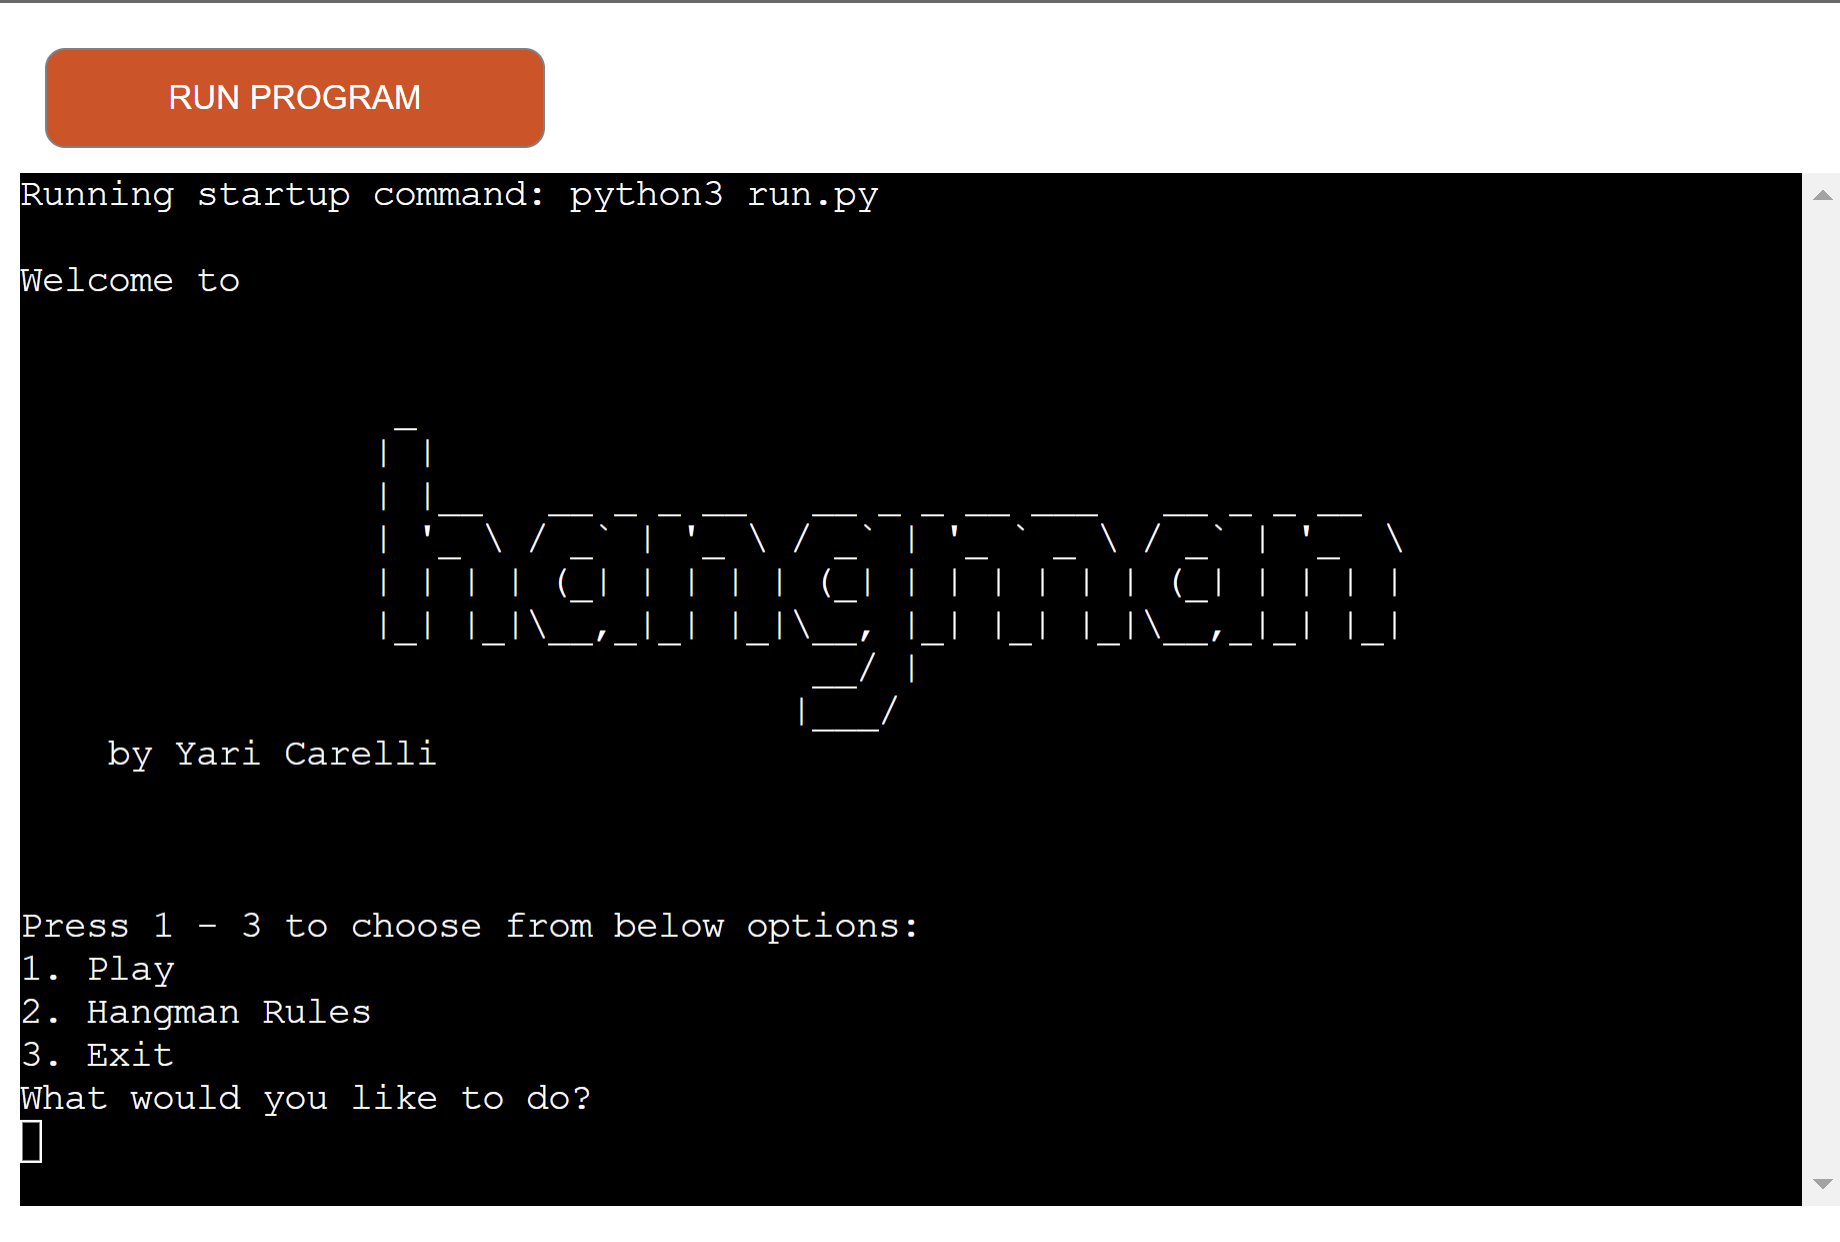 RUN PROGRAM
Running startup command: python3 run.py
Welcome to
hangman
by Yari Carelli
Press 1 - 3 to choose from below options:
1. Play
2. Hangman Rules
3. Exit
What would you like to do?